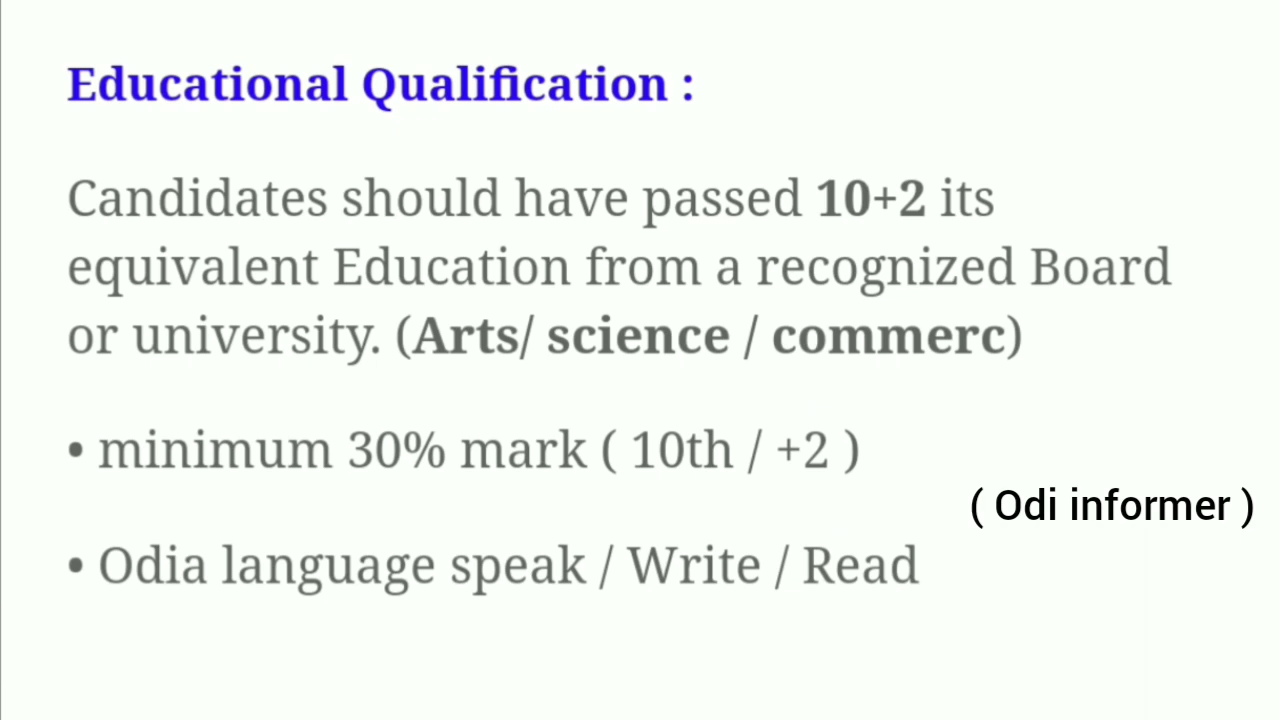 Educational Qualification :
Candidates should have passed 10+2 its
equivalent Education from a recognized Board
or university. (Arts/ science / commerc)
• minimum 30% mark ( 10th / +2 )
( Odi informer )
• Odia language speak / Write / Read